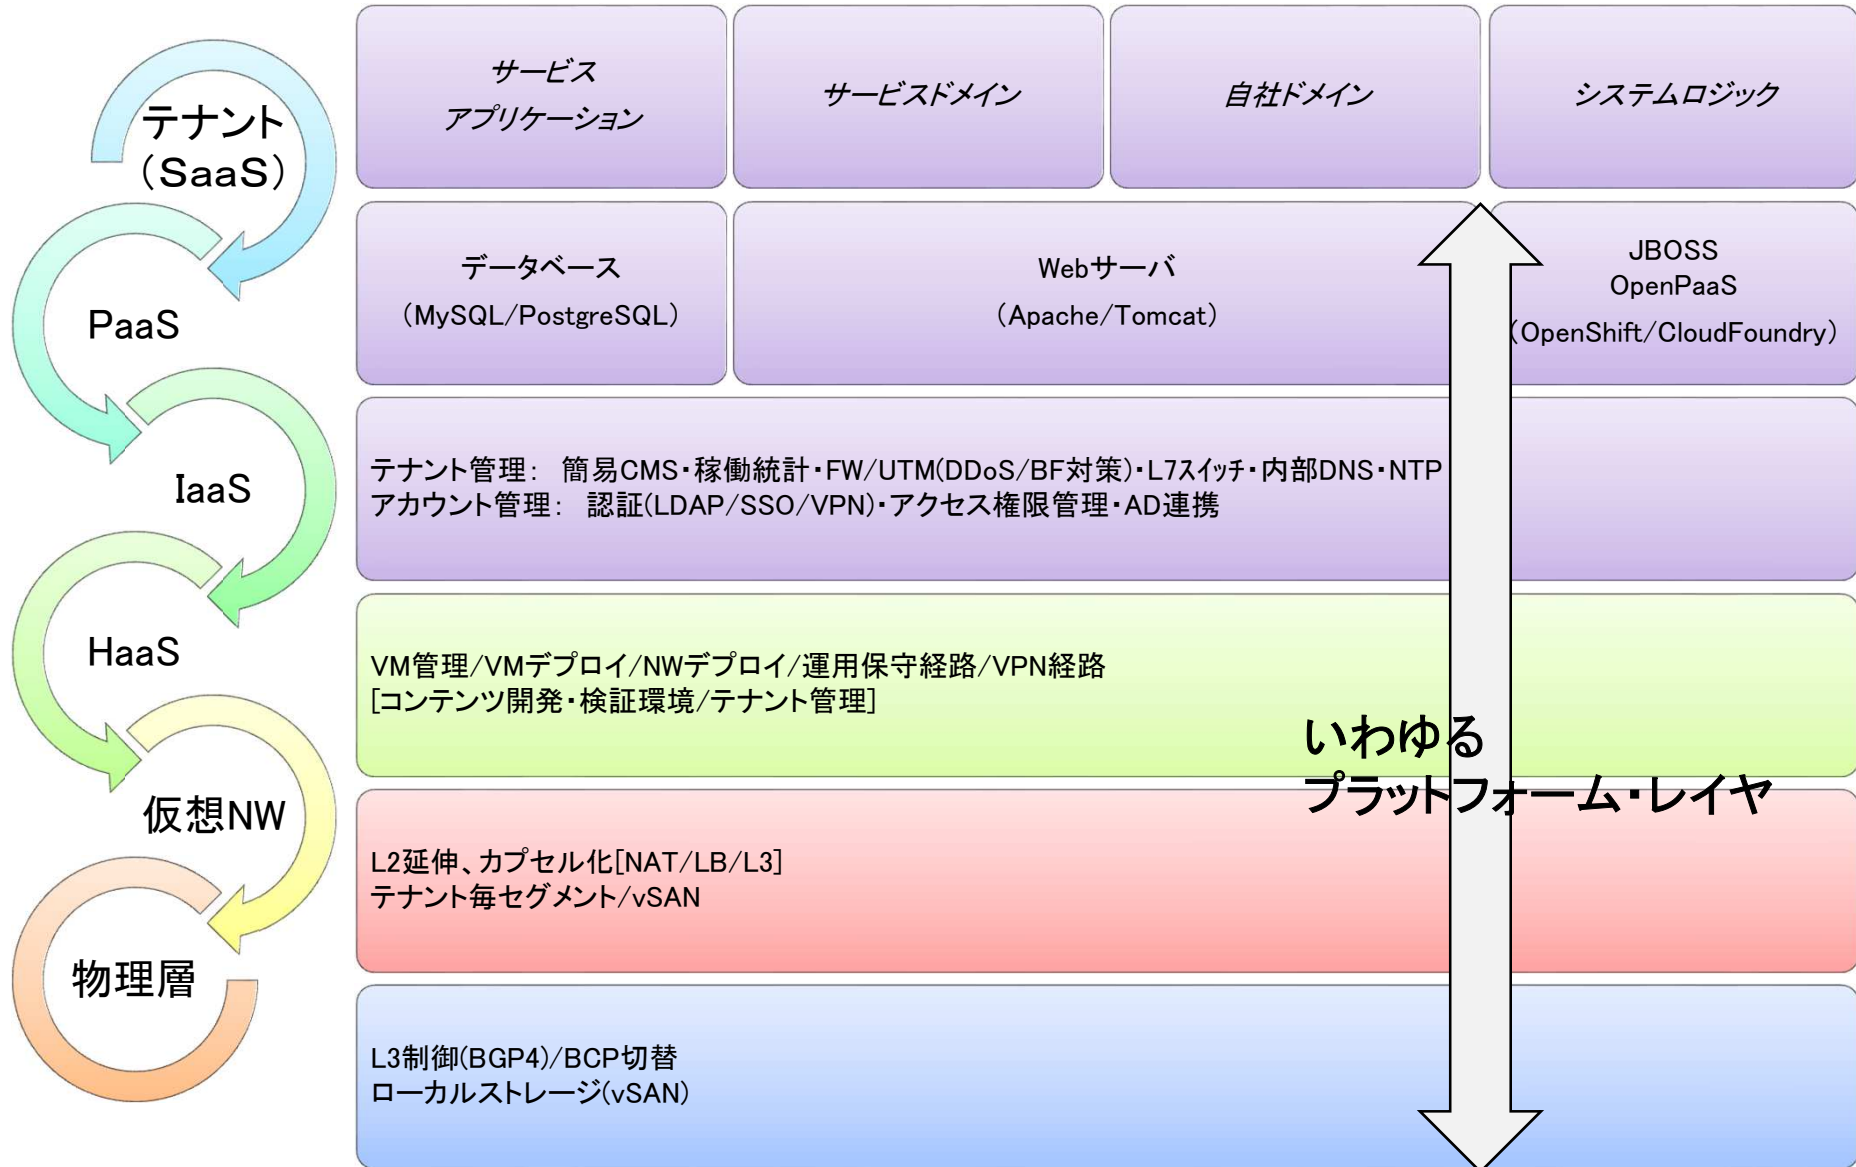 テナント
(SaaS)
サービス
アプリケーション
サービスドメイン
自社ドメイン
システムロジック
PaaS
データベース
(MySQL/PostgreSQL)
Webサーバ
(Apache/Tomcat)
JBOSS
OpenPaaS
(OpenShift/CloudFoundry)
IaaS
テナント管理： 簡易CMS・稼働統計・FW/UTM(DDoS/BF対策)・L7スイッチ・内部DNS・NTP
アカウント管理： 認証(LDAP/SSO/VPN)・アクセス権限管理・AD連携
HaaS
VM管理/VMデプロイ/NWデプロイ/運用保守経路/VPN経路
[コンテンツ開発・検証環境/テナント管理]
いわゆる
プラットフォーム・レイヤ
仮想NW
L2延伸、カプセル化[NAT/LB/L3]
テナント毎セグメント/vSAN
物理層
L3制御(BGP4)/BCP切替
ローカルストレージ(vSAN)